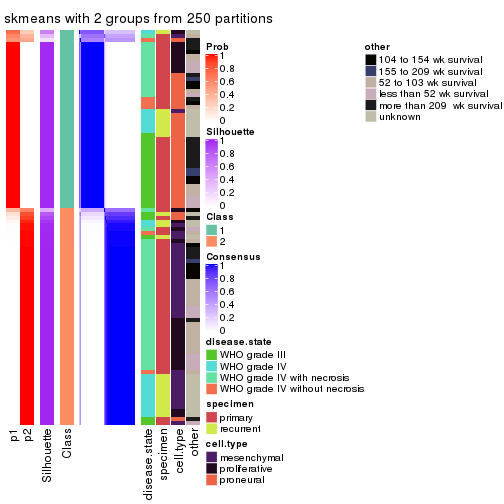 skmeans with 2 groups from 250 partitions
Prob
1
0.8
0.6
0.4
0.2
0
Silhouette
1
0.8
0.6
0.4
0.2
0
Class
1
2
Consensus
1
0.8
0.6
0.4
0.2
0
disease.state
WHO grade III
WHO grade IV
WHO grade IV with necrosis
WHO grade IV without necrosis
specimen
primary
recurrent
cell.type
mesenchymal
proliferative
proneural
other
104 to 154 wk survival
155 to 209 wk survival
52 to 103 wk survival
less than 52 wk survival
more than 209  wk survival
unknown
p1
p2
Silhouette
Class
disease.state
specimen
cell.type
other